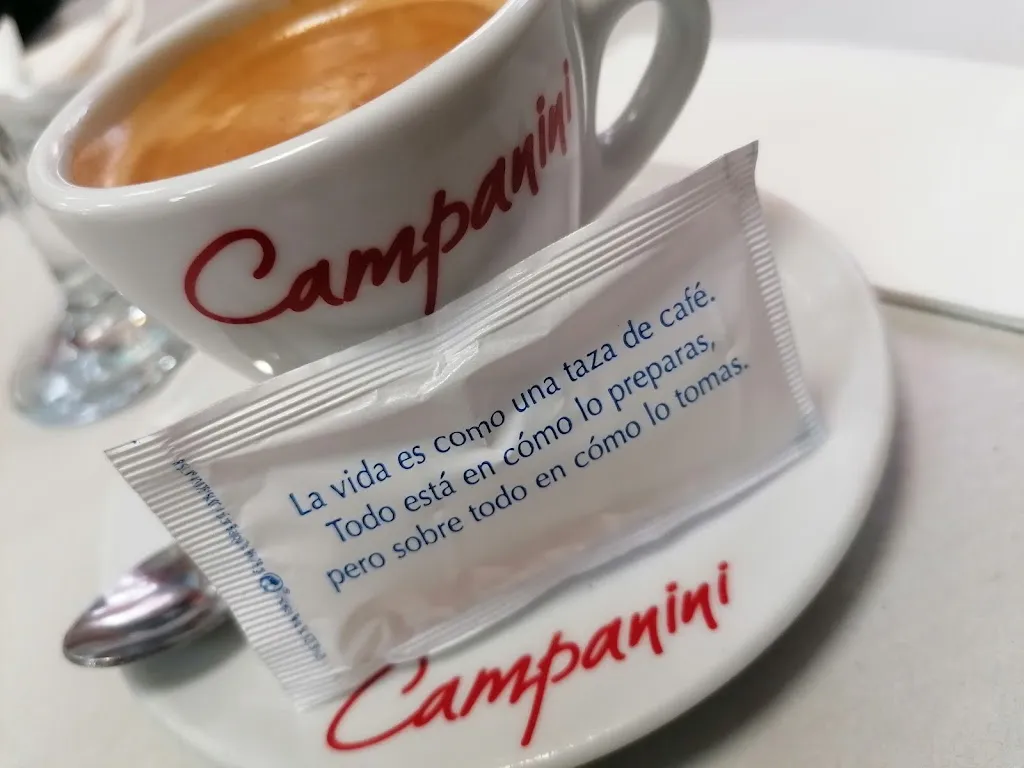 Campanini
La vida es como una taza de café.
Todo está en cómo lo preparas,
pero sobre todo en cómo lo tomas.
Campanini